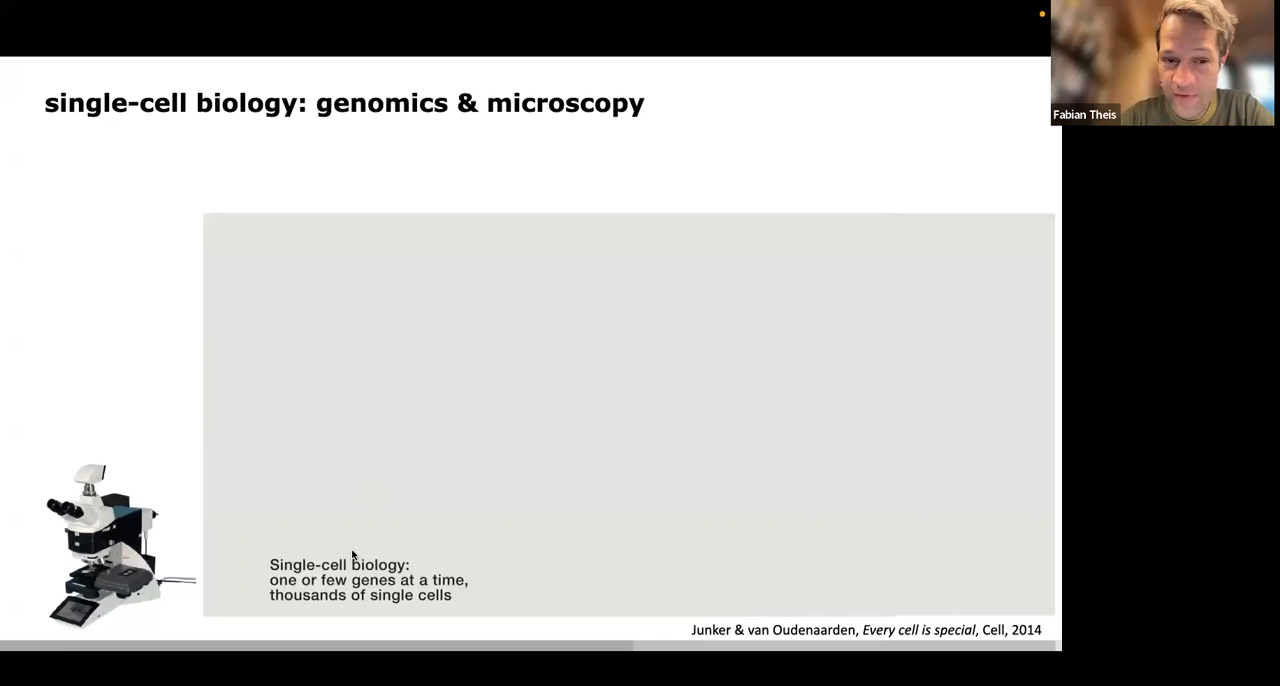 Fabian Theis
single-cell biology: genomics & microscopy
Single-cell biology:
one or few genes at a time,
thousands of single cells
Junker & van Oudenaarden, Every cell is special, Cell, 2014